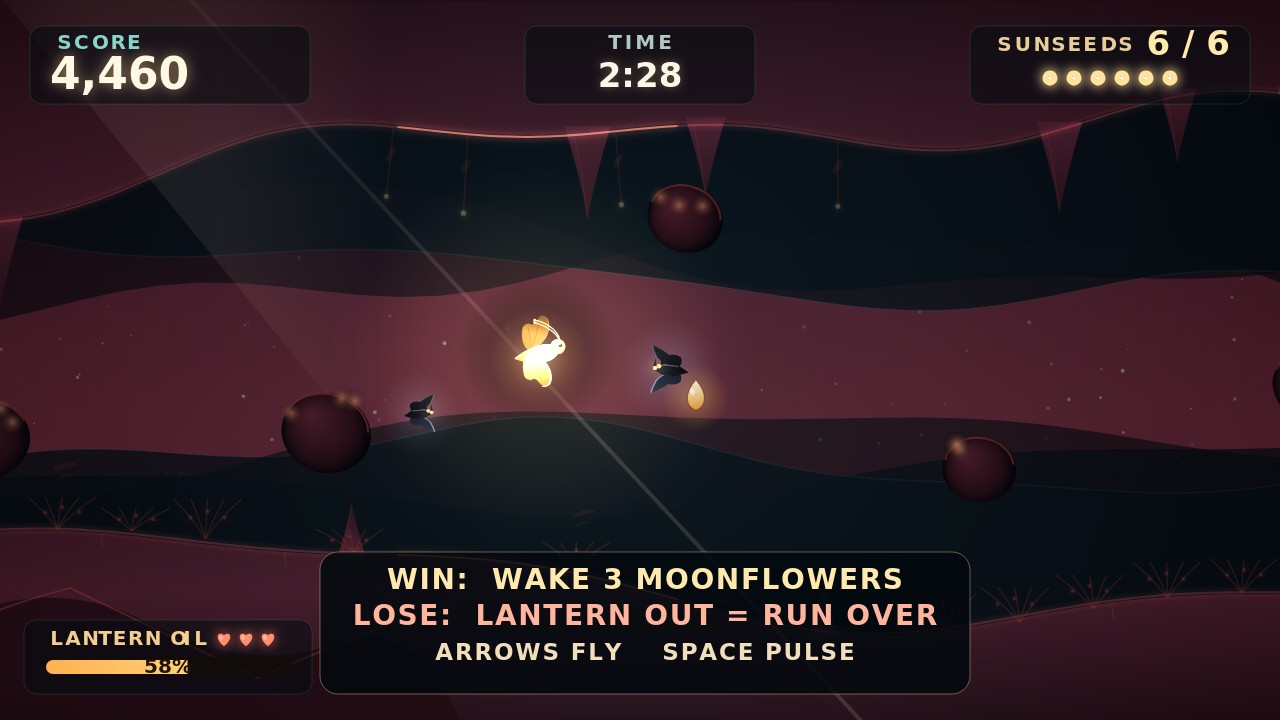 SCORE
4,460
TIME
2:28
SUNSEEDS 6 / 6
WIN: WAKE 3 MOONFLOWERS
LOSE: LANTERN OUT = RUN OVER
ARROWS FLY SPACE PULSE
LANTERN OIL
58%